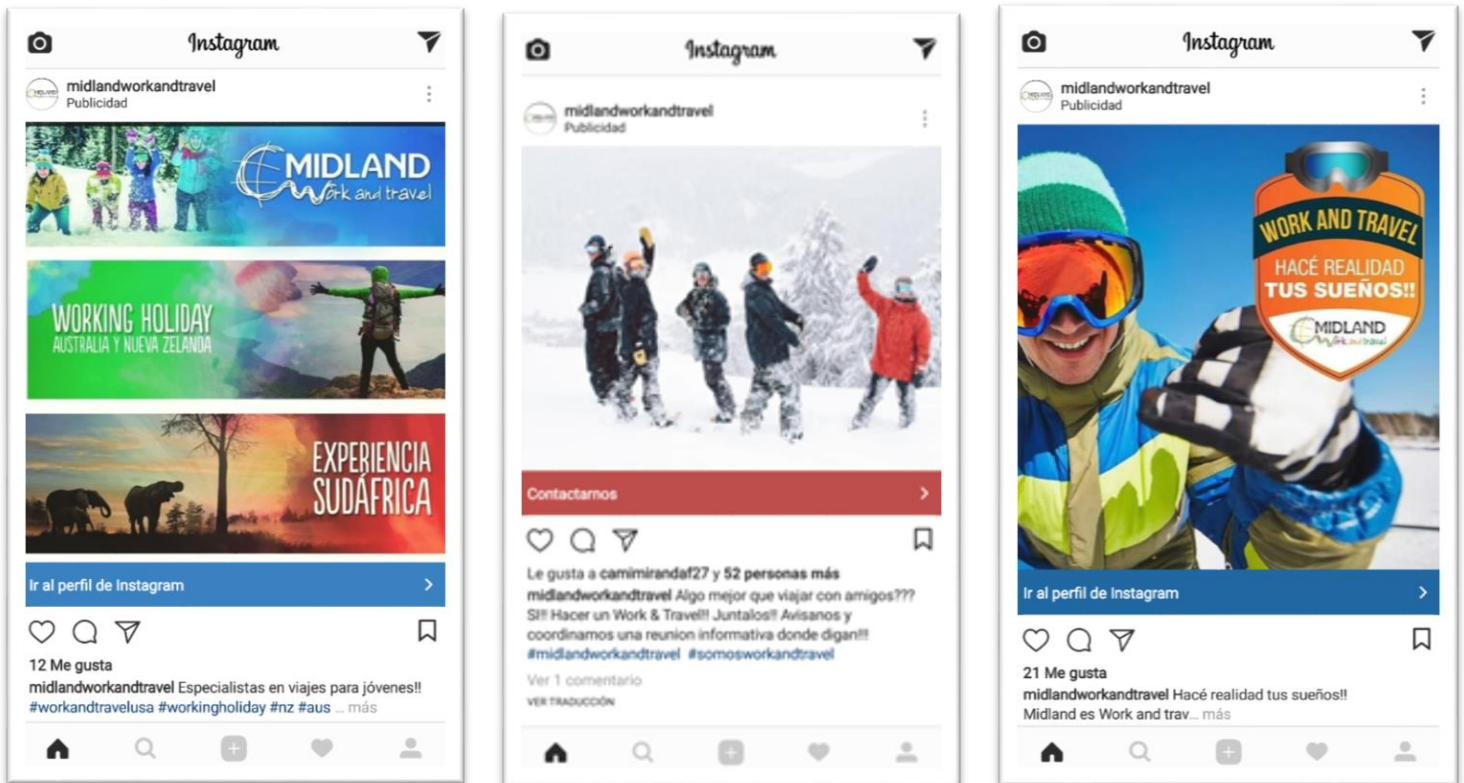 Instagram
midlandworkandtravel
Publicidad
MIDLAND
Work and travel
WORKING HOLIDAY
AUSTRALIA Y NUEVA ZELANDA
EXPERIENCIA
SUDÁFRICA
Ir al perfil de Instagram
12 Me gusta
midlandworkandtravel Especialistas en viajes para jóvenes!!
#workandtravelusa #workingholiday #nz #aus ... más
Instagram
midlandworkandtravel
Publicidad
Contactarnos
Le gusta a camimirandaf27 y 52 personas más
midlandworkandtravel Algo mejor que viajar con amigos???
SI!! Hacer un Work & Travel!! Juntalos!! Avisanos y
coordinamos una reunion informativa donde digan!!!
#midlandworkandtravel #somosworkandtravel
Ver 1 comentario
VER TRADUCCIÓN
Instagram
midlandworkandtravel
Publicidad
WORK AND TRAVEL
HACÉ REALIDAD
TUS SUEÑOS!!
MIDLAND
Work and travel
Ir al perfil de Instagram
21 Me gusta
midlandworkandtravel Hacé realidad tus sueños!!
Midland es Work and trav... más